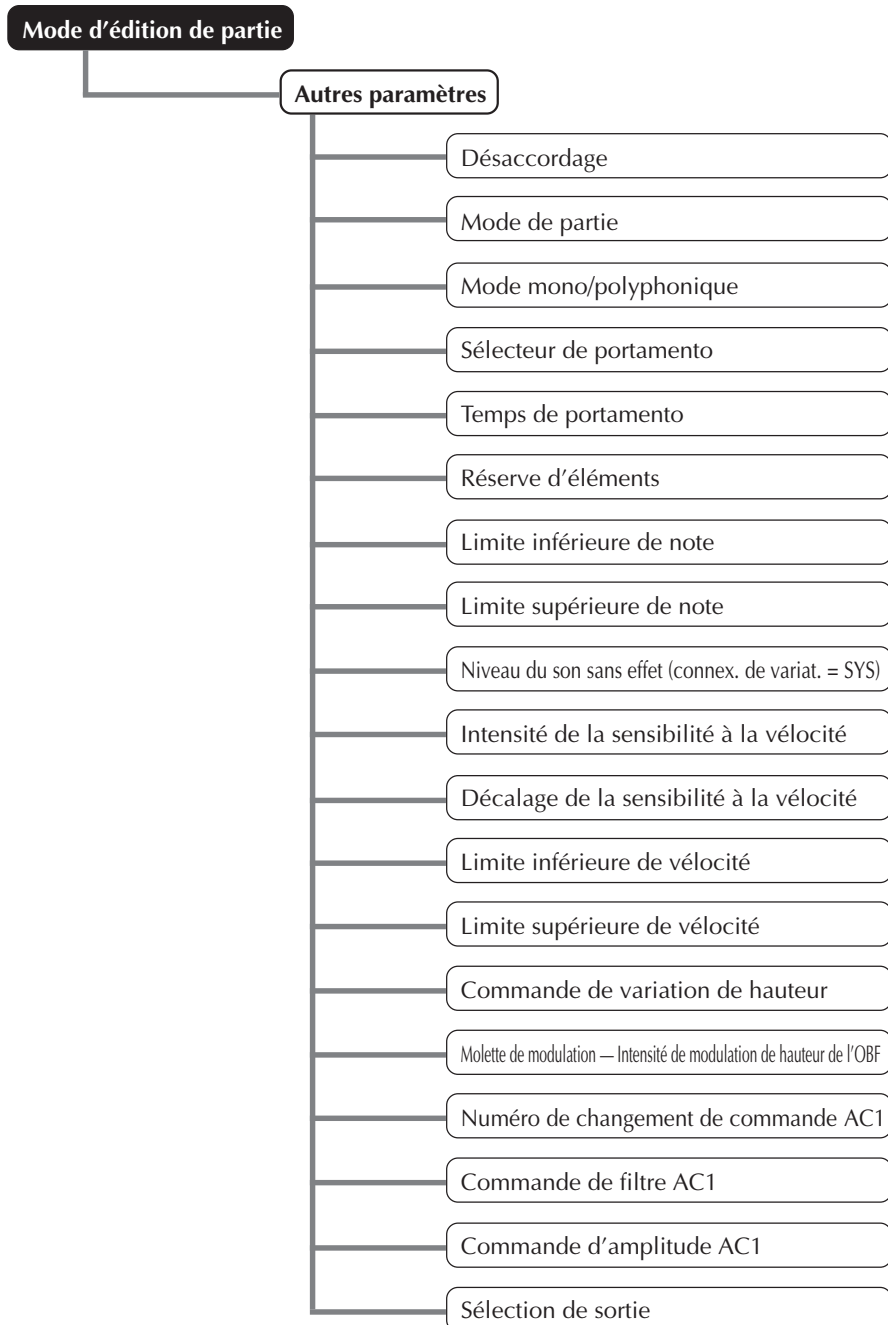 Mode d’édition de partie
Autres paramètres
Désaccordage
Mode de partie
Mode mono/polyphonique
Sélecteur de portamento
Temps de portamento
Réserve d’éléments
Limite inférieure de note
Limite supérieure de note
Niveau du son sans effet (connex. de variat. = SYS)
Intensité de la sensibilité à la vélocité
Décalage de la sensibilité à la vélocité
Limite inférieure de vélocité
Limite supérieure de vélocité
Commande de variation de hauteur
Molette de modulation — Intensité de modulation de hauteur de l’OBF
Numéro de changement de commande AC1
Commande de filtre AC1
Commande d’amplitude AC1
Sélection de sortie